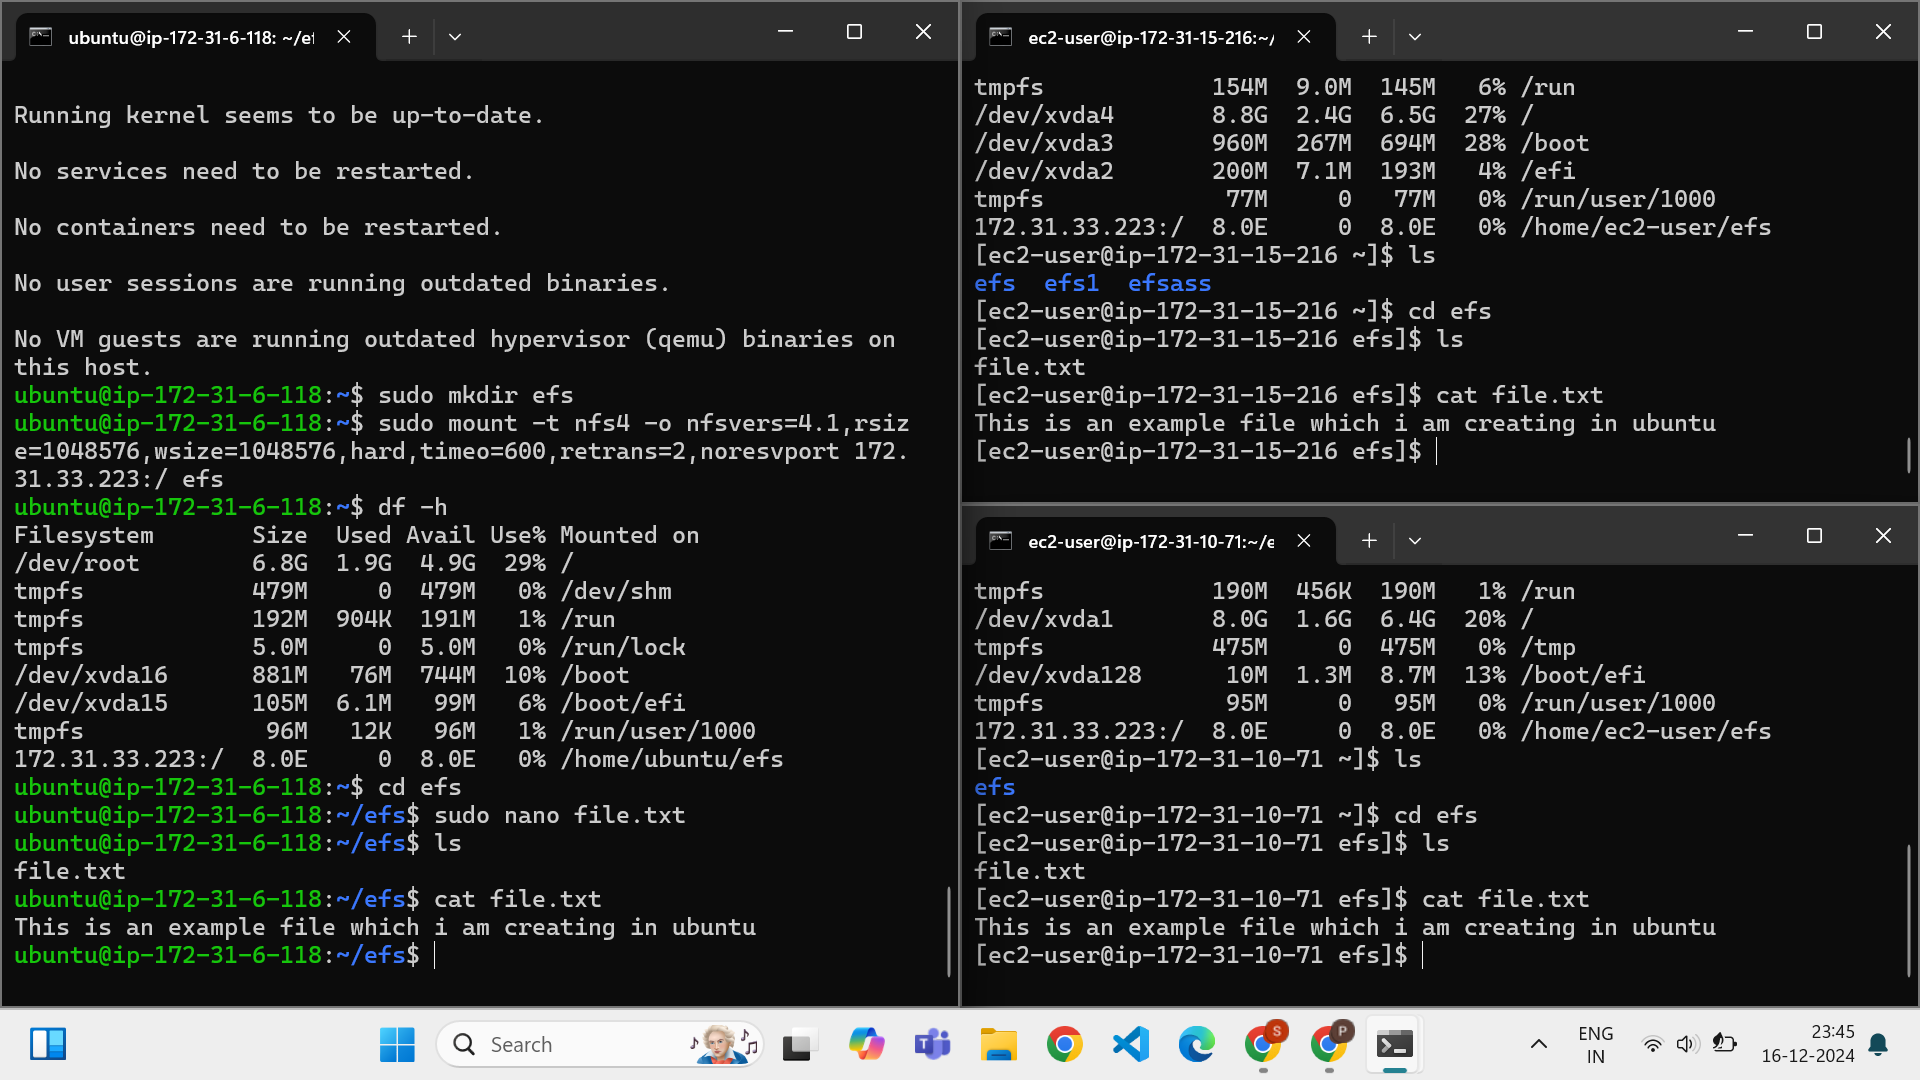 ubuntu@ip-172-31-6-118: ~/ef
Running kernel seems to be up-to-date.
No services need to be restarted.
No containers need to be restarted.
No user sessions are running outdated binaries.
No VM guests are running outdated hypervisor (qemu) binaries on
this host.
ubuntu@ip-172-31-6-118:~$ sudo mkdir efs
ubuntu@ip-172-31-6-118:~$ sudo mount -t nfs4 -o nfsvers=4.1,rsiz
e=1048576,wsize=1048576,hard,timeo=600,retrans=2,noresvport 172.
31.33.223:/ efs
ubuntu@ip-172-31-6-118:~$ df -h
Filesystem Size Used Avail Use% Mounted on
/dev/root 6.8G 1.9G 4.9G 29% /
tmpfs 479M 0 479M 0% /dev/shm
tmpfs 192M 904K 191M 1% /run
tmpfs 5.0M 0 5.0M 0% /run/lock
/dev/xvda16 881M 76M 744M 10% /boot
/dev/xvda15 105M 6.1M 99M 6% /boot/efi
tmpfs 96M 12K 96M 1% /run/user/1000
172.31.33.223:/ 8.0E 0 8.0E 0% /home/ubuntu/efs
ubuntu@ip-172-31-6-118:~$ cd efs
ubuntu@ip-172-31-6-118:~/efs$ sudo nano file.txt
ubuntu@ip-172-31-6-118:~/efs$ ls
file.txt
ubuntu@ip-172-31-6-118:~/efs$ cat file.txt
This is an example file which i am creating in ubuntu
ubuntu@ip-172-31-6-118:~/efs$
ec2-user@ip-172-31-15-216:~/
tmpfs 154M 9.0M 145M 6% /run
/dev/xvda4 8.8G 2.4G 6.5G 27% /
/dev/xvda3 960M 267M 694M 28% /boot
/dev/xvda2 200M 7.1M 193M 4% /efi
tmpfs 77M 0 77M 0% /run/user/1000
172.31.33.223:/ 8.0E 0 8.0E 0% /home/ec2-user/efs
[ec2-user@ip-172-31-15-216 ~]$ ls
efs efs1 efsass
[ec2-user@ip-172-31-15-216 ~]$ cd efs
[ec2-user@ip-172-31-15-216 efs]$ ls
file.txt
[ec2-user@ip-172-31-15-216 efs]$ cat file.txt
This is an example file which i am creating in ubuntu
[ec2-user@ip-172-31-15-216 efs]$
ec2-user@ip-172-31-10-71:~/e
tmpfs 190M 456K 190M 1% /run
/dev/xvda1 8.0G 1.6G 6.4G 20% /
tmpfs 475M 0 475M 0% /tmp
/dev/xvda128 10M 1.3M 8.7M 13% /boot/efi
tmpfs 95M 0 95M 0% /run/user/1000
172.31.33.223:/ 8.0E 0 8.0E 0% /home/ec2-user/efs
[ec2-user@ip-172-31-10-71 ~]$ ls
efs
[ec2-user@ip-172-31-10-71 ~]$ cd efs
[ec2-user@ip-172-31-10-71 efs]$ ls
file.txt
[ec2-user@ip-172-31-10-71 efs]$ cat file.txt
This is an example file which i am creating in ubuntu
[ec2-user@ip-172-31-10-71 efs]$
Search
S
P
ENG
IN
23:45
16-12-2024